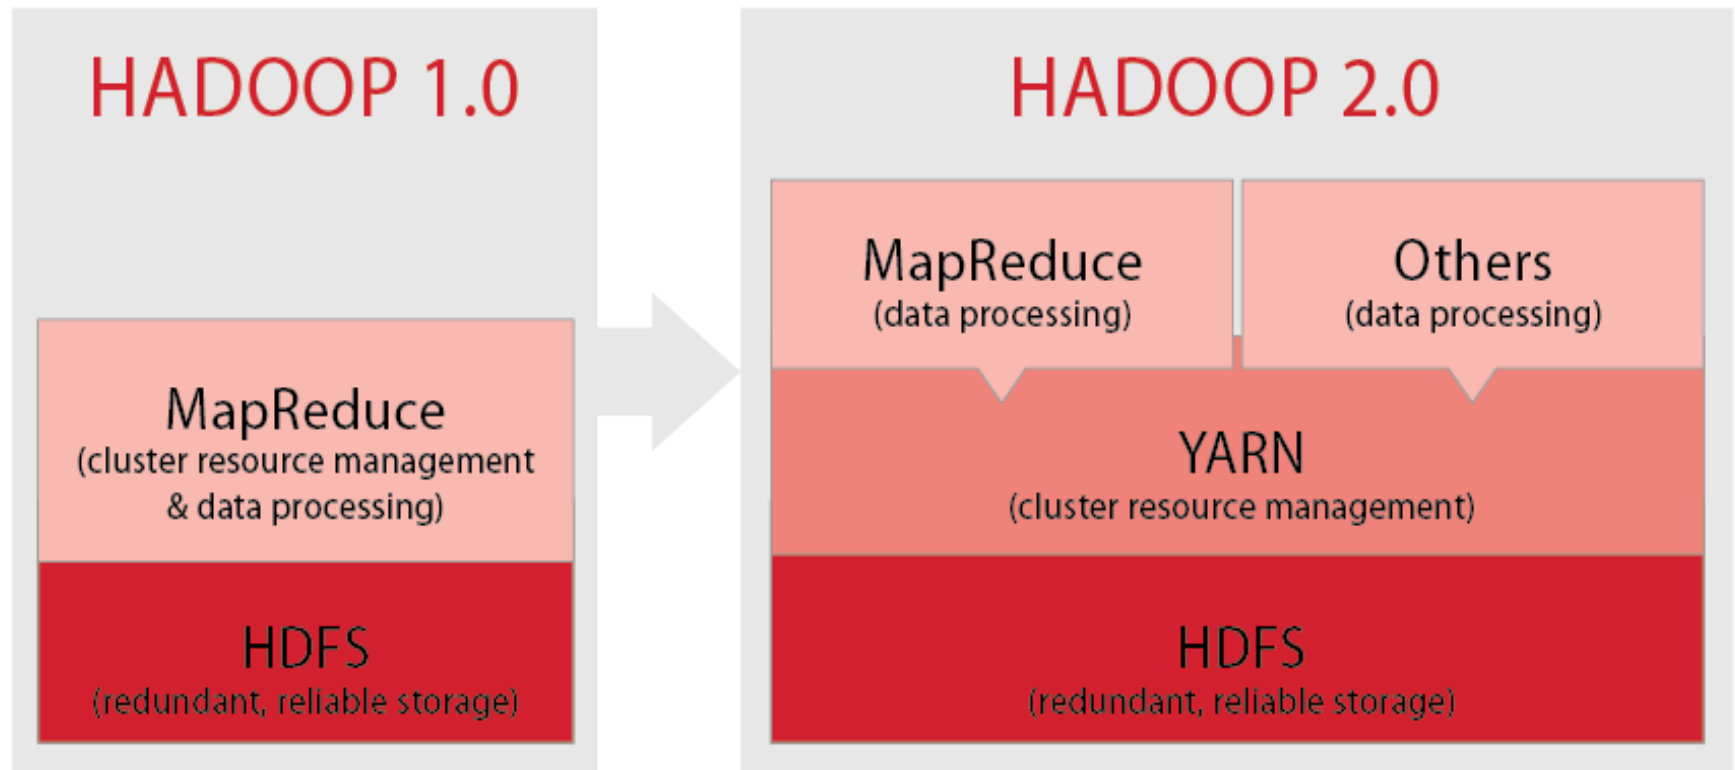 HADOOP 1.0
MapReduce
(cluster resource management
& data processing)
HDFS
(redundant, reliable storage)
HADOOP 2.0
MapReduce
(data processing)
Others
(data processing)
YARN
(cluster resource management)
HDFS
(redundant, reliable storage)